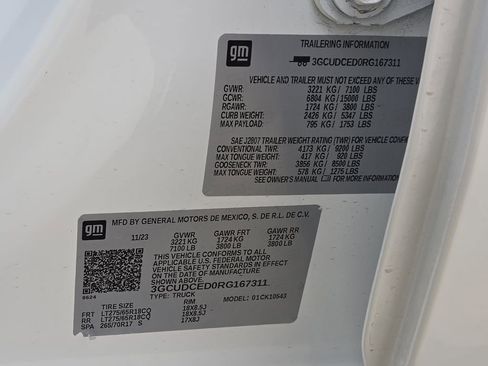 gm
TRAILERING INFORMATION
3GCUDCED0RG167311
VEHICLE AND TRAILER MUST NOT EXCEED ANY OF THESE
GVWR 3221 KG/ 7100 LBS
GCWR 6804 KG/15000 LBS
RGAWR 1724 KG/ 3800 LBS
CURB WEIGHT 2426 KG/ 5347 LBS
MAX PAYLOAD 795 KG/ 1753 LBS
SAE J2807 TRAILER WEIGHT RATING (TWR) FOR VEHICLE
CONVENTIONAL TWR 4173 KG/ 9200 LBS
MAX TONGUE WEIGHT 417 KG/ 920 LBS
GOOSENECK TWR 3856 KG/ 8500 LBS
MAX TONGUE WEIGHT 578 KG/ 1275 LBS
SEE OWNER'S MANUAL FOR MORE INFORMATION
gm
MFD BY GENERAL MOTORS DE MEXICO, S. DE R.L. DE C.V.
11/23 GVWR GAWR FRT GAWR RR
3221 KG 1724 KG 1724 KG
7100 LB 3800 LB 3800 LB
THIS VEHICLE CONFORMS TO ALL
APPLICABLE U.S. FEDERAL MOTOR
VEHICLE SAFETY STANDARDS IN EFFECT
ON THE DATE OF MANUFACTURE
SHOWN ABOVE.
3GCUDCED0RG167311
TYPE: TRUCK MODEL: 01CK10543
8624
TIRE SIZE RIM
FRT LT275/65R18CQ 18X8.5J
RR LT275/65R18CQ 18X8.5J
SPA 265/70R17 S 17X8J